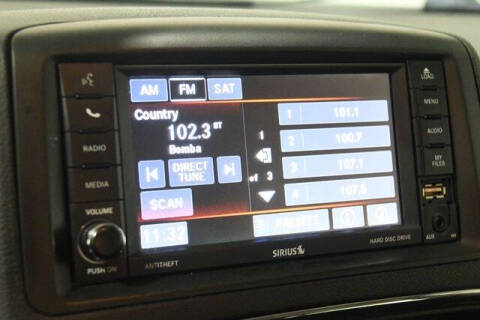 AM FM SAT
Country
102.3 ST
Bomba
DIRECT
TUNE
SCAN
11:32
1
of 3
1 101.1
2 100.7
3 107.1
4 107.5
PRESETS
RADIO
MEDIA
VOLUME
PUSH ON
ANTITHEFT
SIRIUS
HARD DISC DRIVE
LOAD
MENU
AUDIO
MY
FILES
AUX